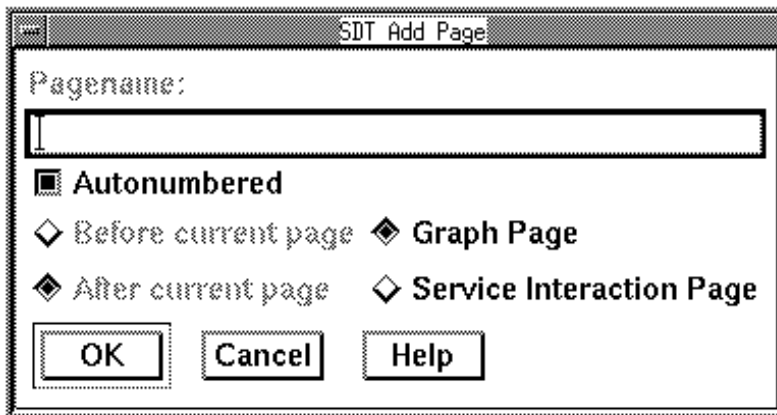 SDT Add Page
Pagename:
Autonumbered
Before current page Graph Page
After current page Service Interaction Page
OK Cancel Help